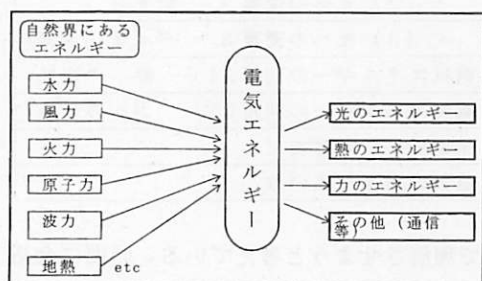 自然界にある
エネルギー
水力
風力
火力
原子力
波力
地熱
etc
電気エネルギー
光のエネルギー
熱のエネルギー
力のエネルギー
その他（通信
等）